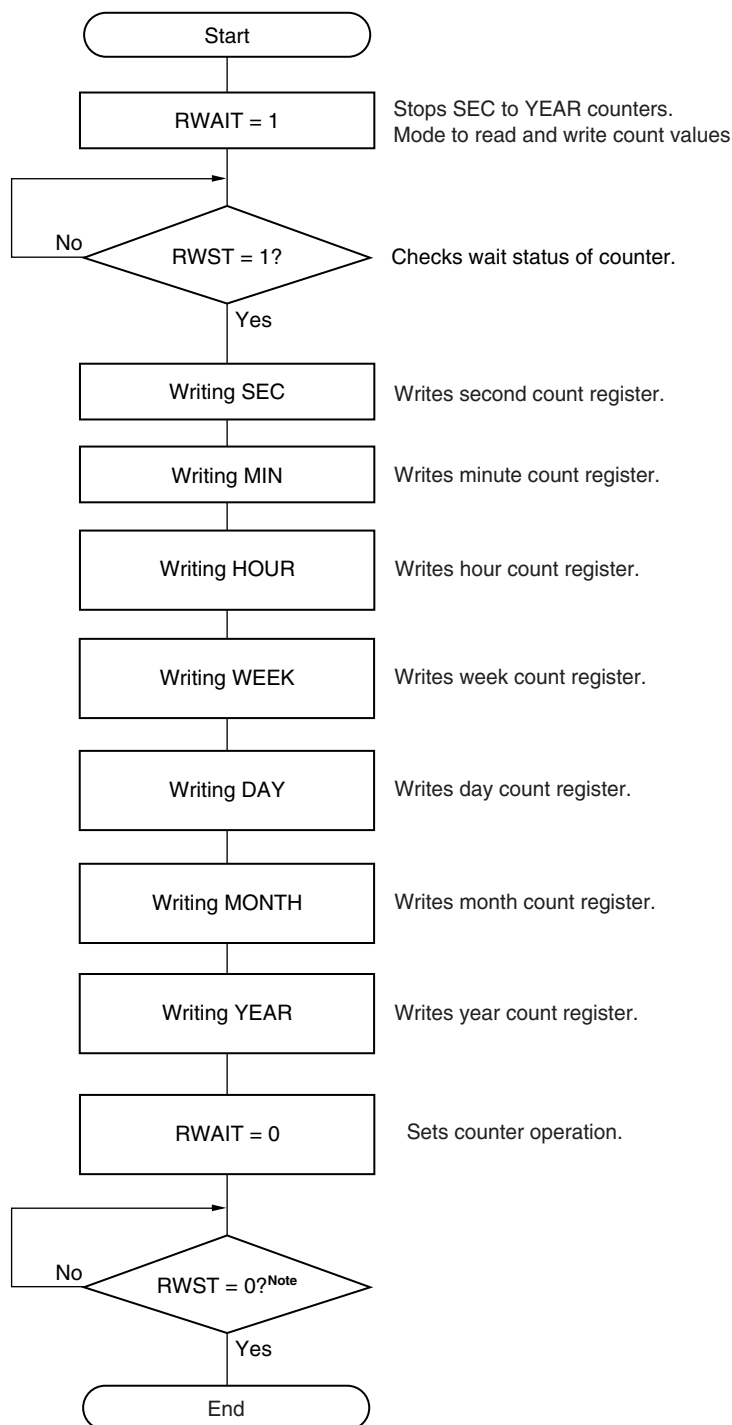 Start
RWAIT = 1
Stops SEC to YEAR counters.
Mode to read and write count values
No
RWST = 1?
Checks wait status of counter.
Yes
Writing SEC
Writes second count register.
Writing MIN
Writes minute count register.
Writing HOUR
Writes hour count register.
Writing WEEK
Writes week count register.
Writing DAY
Writes day count register.
Writing MONTH
Writes month count register.
Writing YEAR
Writes year count register.
RWAIT = 0
Sets counter operation.
No
RWST = 0?Note
Yes
End